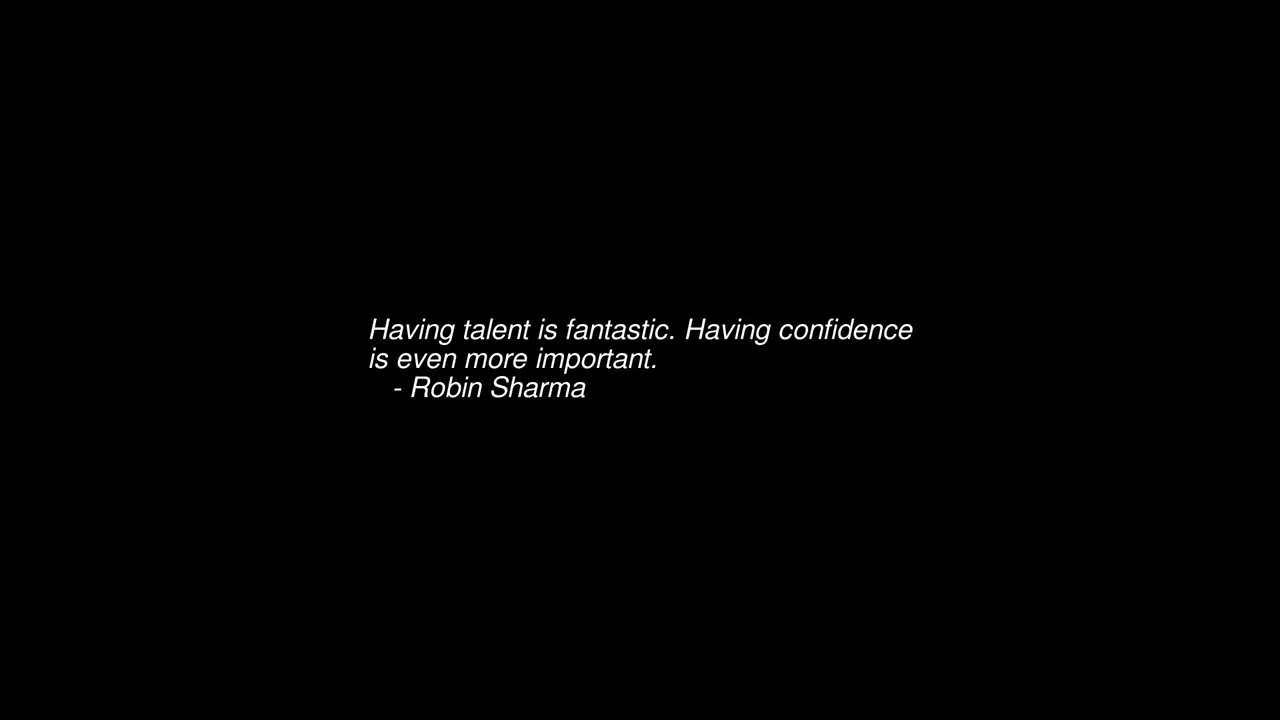 Having talent is fantastic. Having confidence
is even more important.
- Robin Sharma